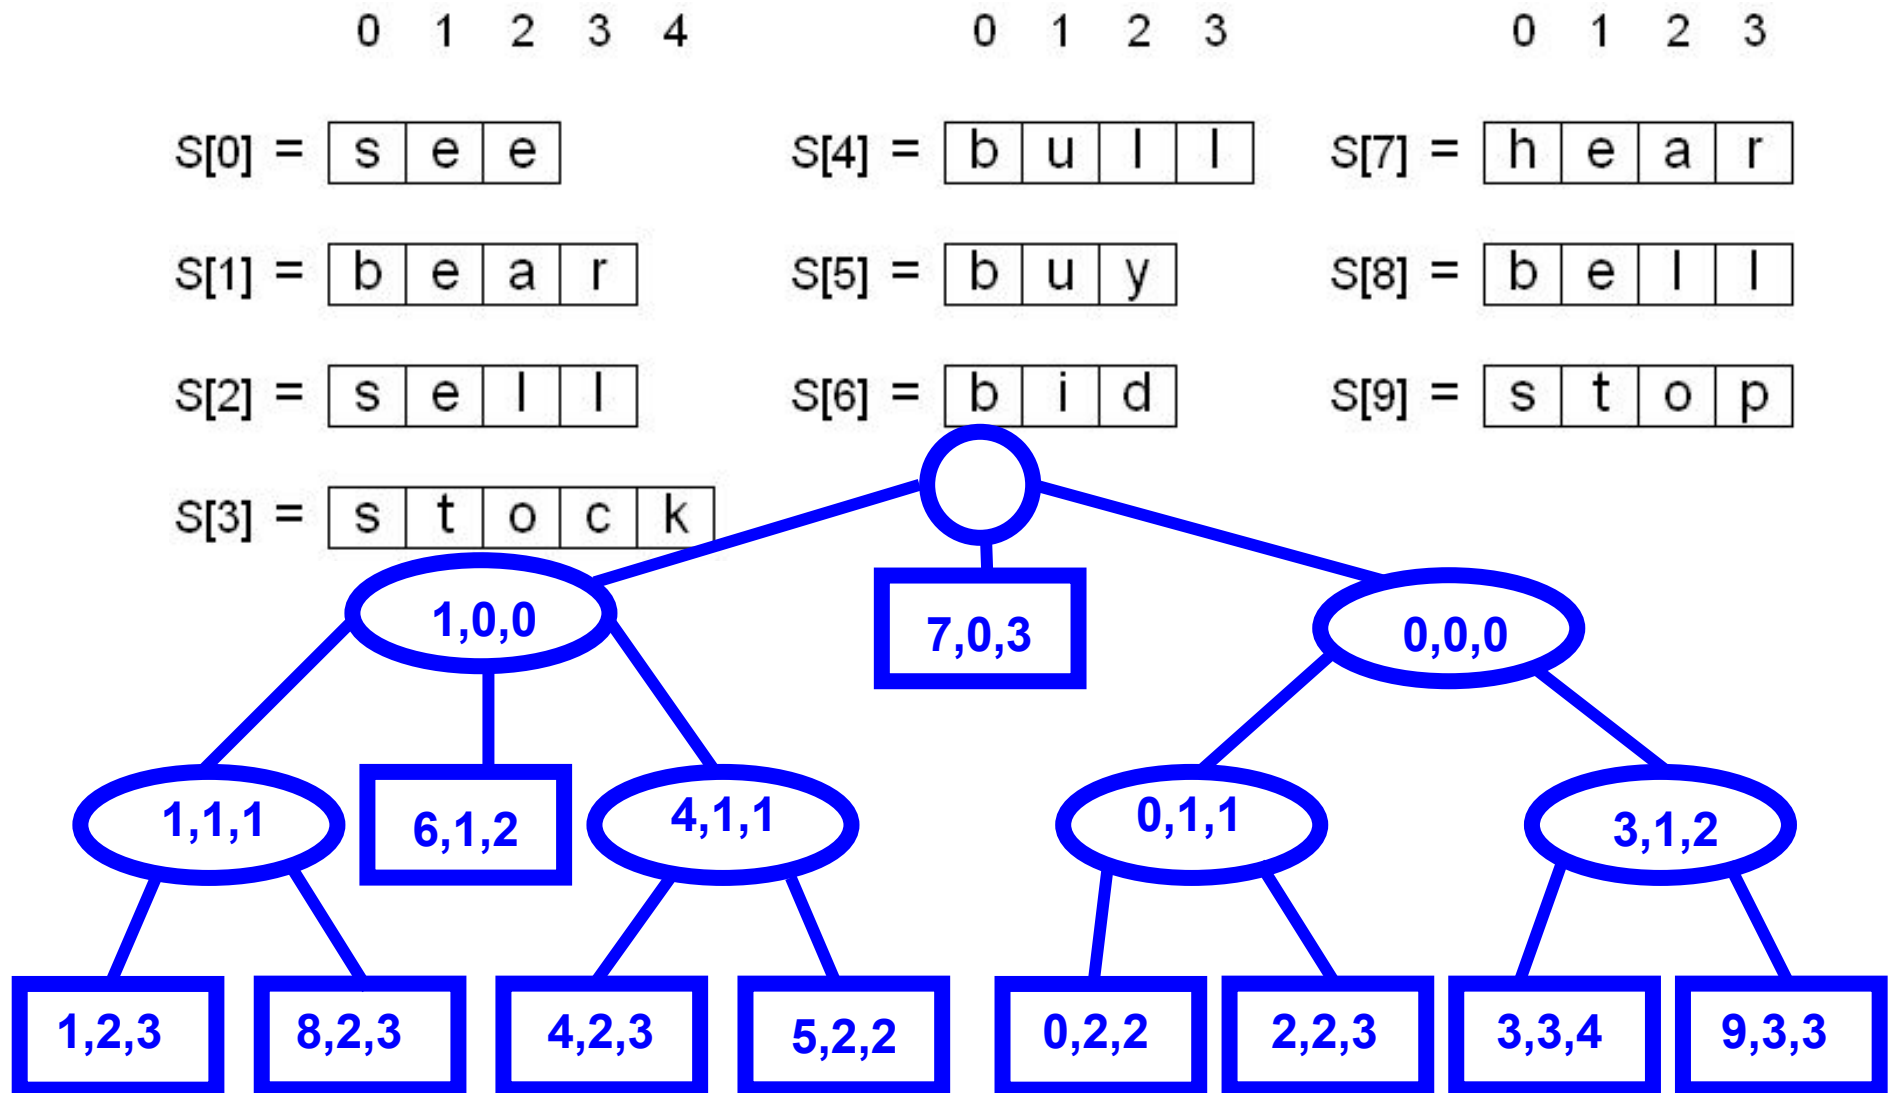 0 1 2 3 4 0 1 2 3 0 1 2 3
S[0] = s e e S[4] = b u l l S[7] = h e a r
S[1] = b e a r S[5] = b u y S[8] = b e l l
S[2] = s e l l S[6] = b i d S[9] = s t o p
S[3] = s t o c k
1,0,0 7,0,3 0,0,0
1,1,1 6,1,2 4,1,1 0,1,1 3,1,2
1,2,3 8,2,3 4,2,3 5,2,2 0,2,2 2,2,3 3,3,4 9,3,3